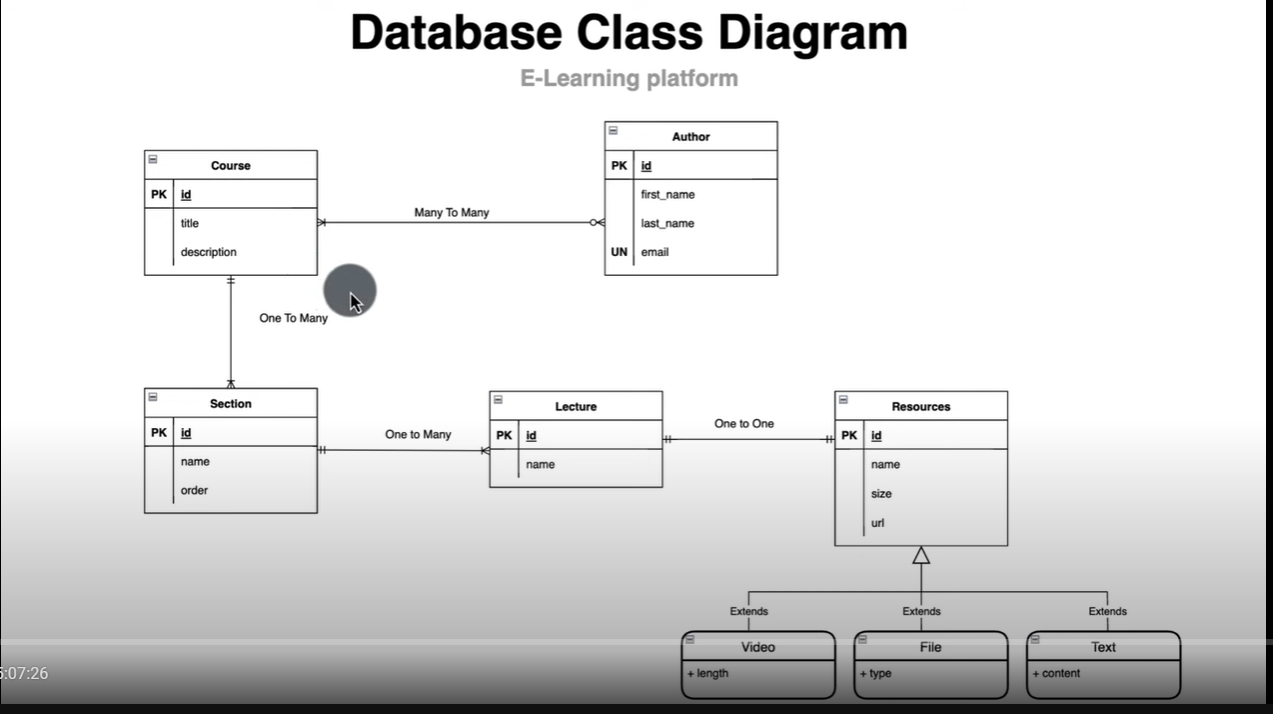 Database Class Diagram
E-Learning platform
Course
PK id
title
description
Many To Many
Author
PK id
first_name
last_name
UN email
One To Many
Section
PK id
name
order
One to Many
Lecture
PK id
name
One to One
Resources
PK id
name
size
url
Extends
Extends
Extends
Video
+ length
File
+ type
Text
+ content
:07:26